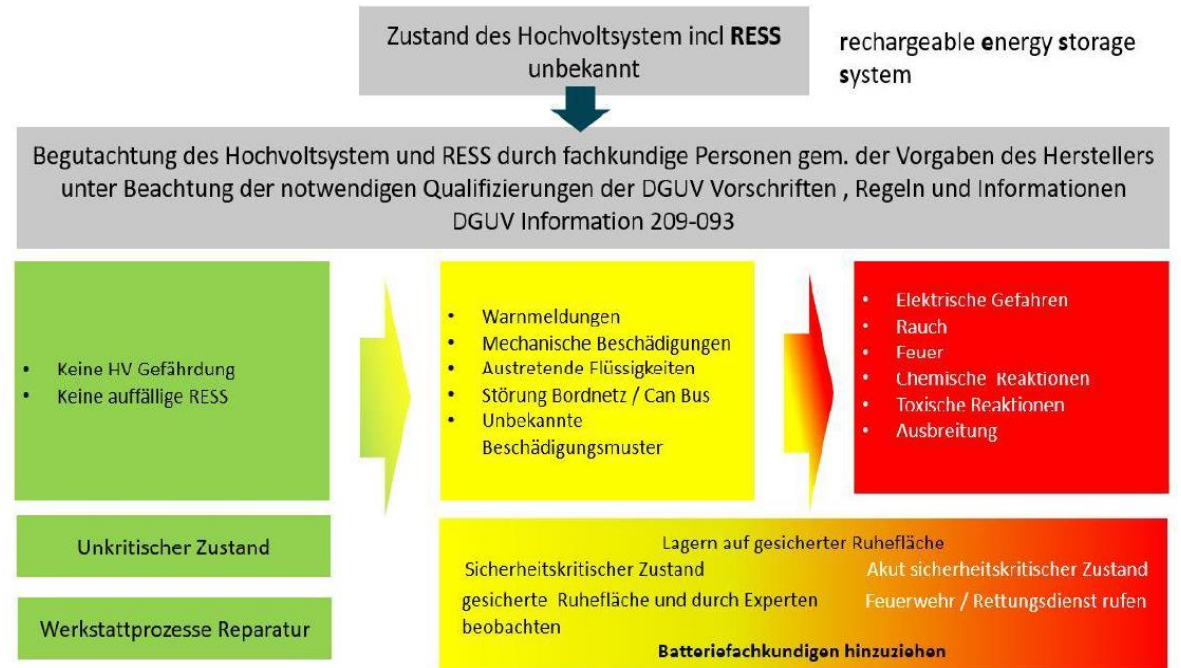 Zustand des Hochvoltsystem incl RESS
unbekannt
rechargeable energy storage
system
Begutachtung des Hochvoltsystem und RESS durch fachkundige Personen gem. der Vorgaben des Herstellers
unter Beachtung der notwendigen Qualifizierungen der DGUV Vorschriften , Regeln und Informationen
DGUV Information 209-093
• Keine HV Gefährdung
• Keine auffällige RESS
• Warnmeldungen
• Mechanische Beschädigungen
• Austretende Flüssigkeiten
• Störung Bordnetz / Can Bus
• Unbekannte
Beschädigungsmuster
• Elektrische Gefahren
• Rauch
• Feuer
• Chemische Reaktionen
• Toxische Reaktionen
• Ausbreitung
Unkritischer Zustand
Werkstattprozesse Reparatur
Lagern auf gesicherter Ruhefläche
Sicherheitskritischer Zustand
gesicherte Ruhefläche und durch Experten
beobachten
Akut sicherheitskritischer Zustand
Feuerwehr / Rettungsdienst rufen
Batteriefachkundigen hinzuziehen